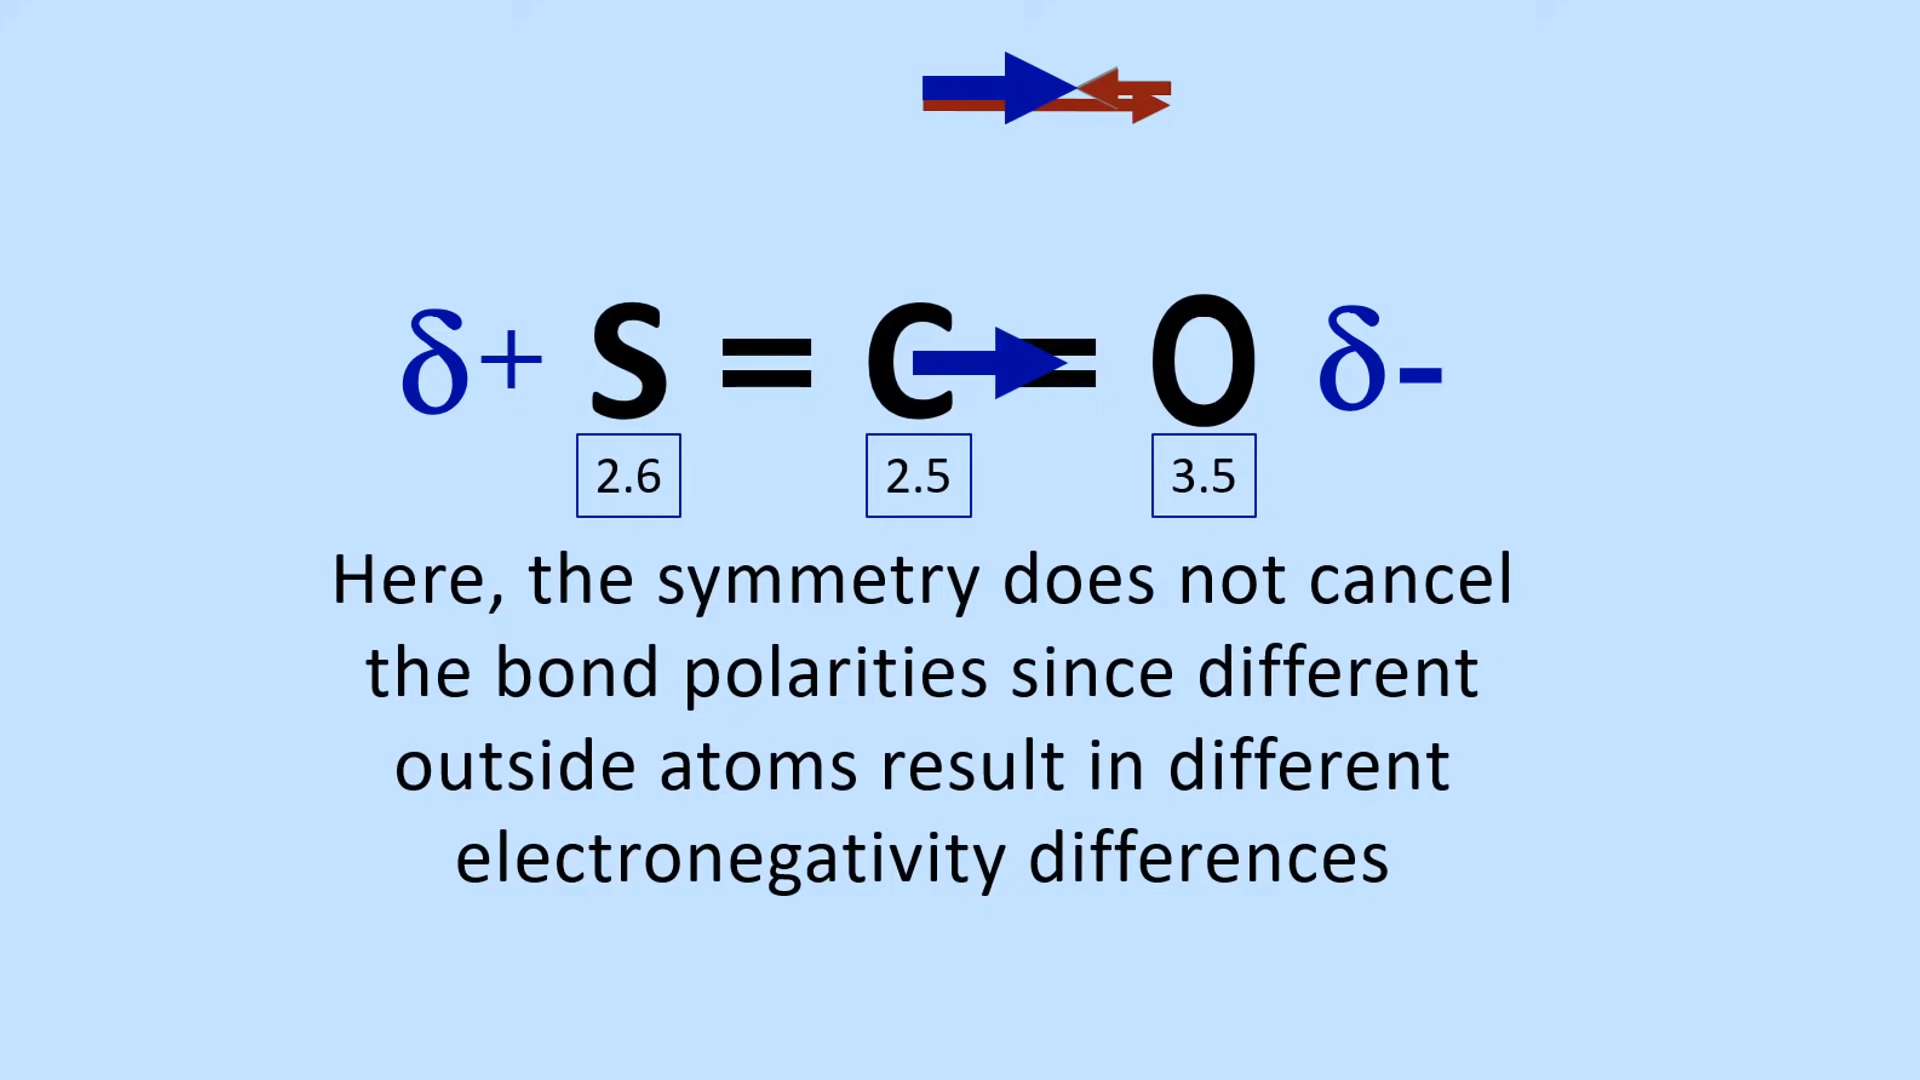 δ+ S = C = O δ-
2.6 2.5 3.5
Here, the symmetry does not cancel
the bond polarities since different
outside atoms result in different
electronegativity differences